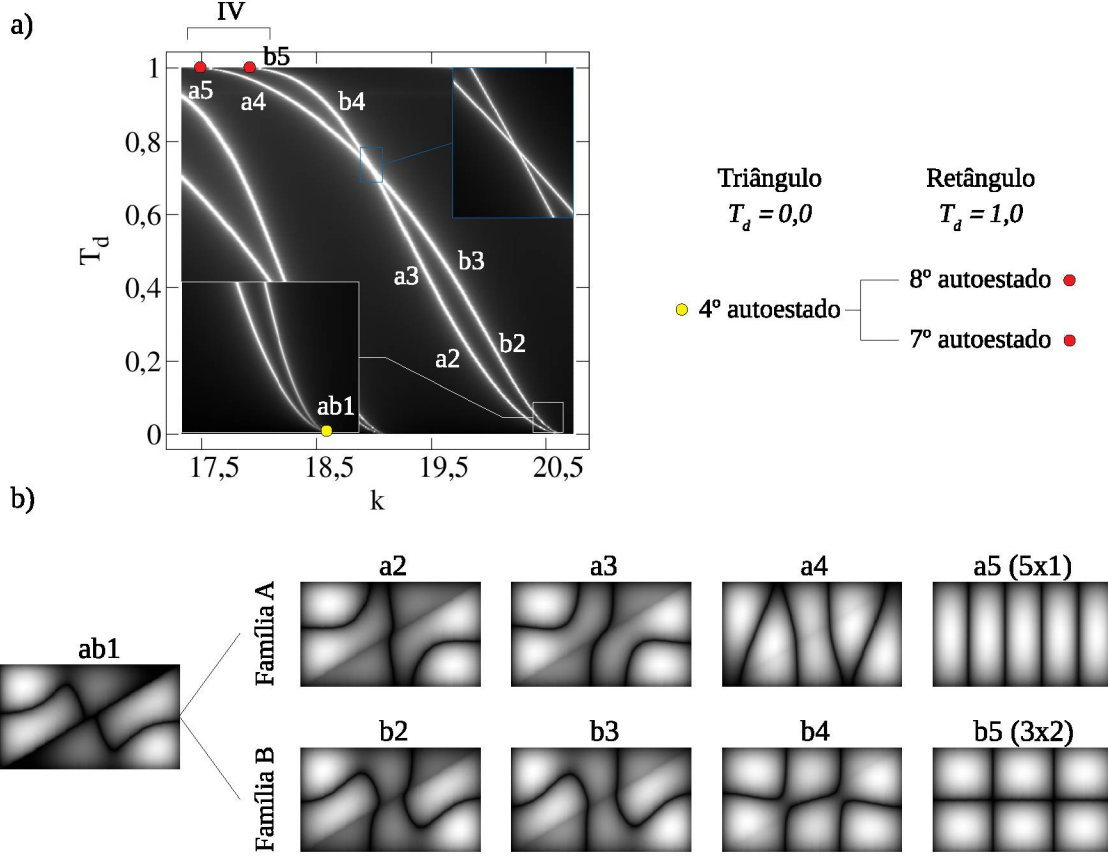 a)
IV
1
0,8
0,6
0,4
0,2
0
T_d
17,5
18,5
19,5
20,5
k
a5
a4
b5
b4
a3
b3
a2
b2
ab1
Triângulo
T_d = 0,0
Retângulo
T_d = 1,0
4º autoestado
8º autoestado
7º autoestado
b)
ab1
Família A
a2
a3
a4
a5 (5x1)
Família B
b2
b3
b4
b5 (3x2)